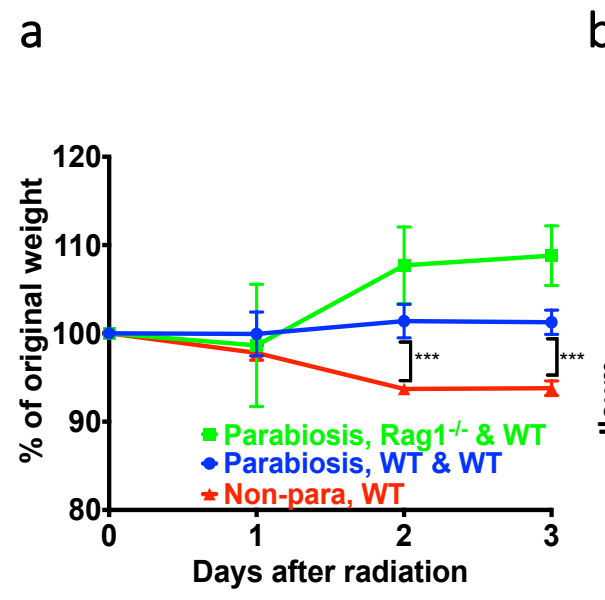 a
b
% of original weight
120
110
100
90
80
***
***
Parabiosis, Rag1-/- & WT
Parabiosis, WT & WT
Non-para, WT
0
1
2
3
Days after radiation